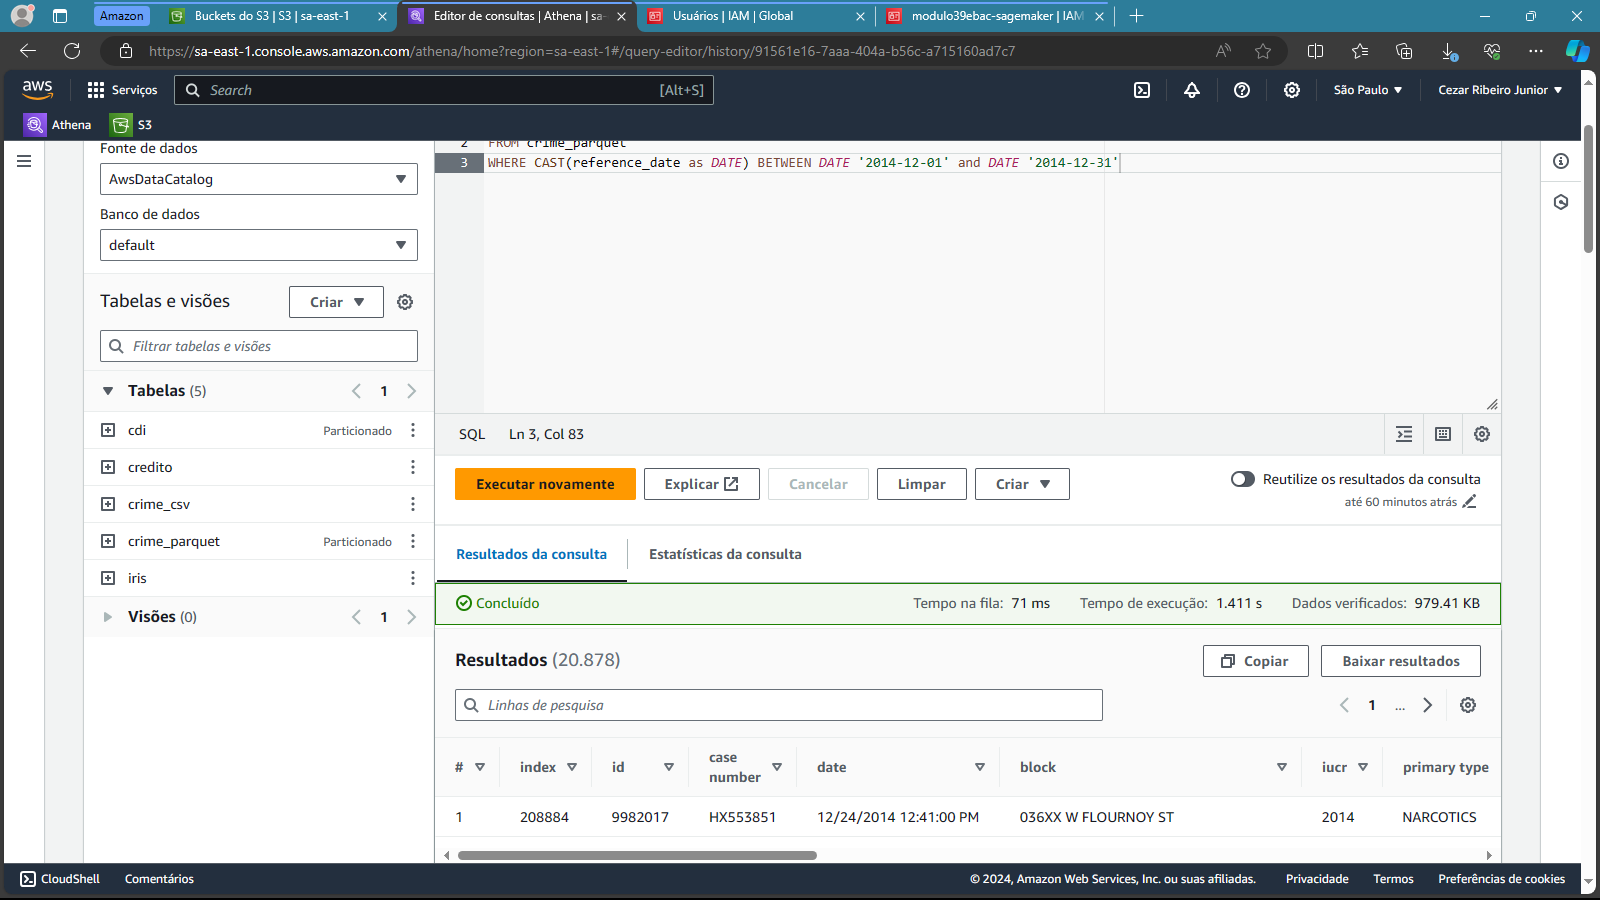 Amazon
Buckets do S3 | S3 | sa-east-1
Editor de consultas | Athena | sa-
Usuários | IAM | Global
modulo39ebac-sagemaker | IAM
https://sa-east-1.console.aws.amazon.com/athena/home?region=sa-east-1#/query-editor/history/91561e16-7aaa-404a-b56c-a715160ad7c7
aws
Serviços
Search
[Alt+S]
São Paulo
Cezar Ribeiro Junior
Athena
S3
Fonte de dados
AwsDataCatalog
Banco de dados
default
Tabelas e visões
Criar
Filtrar tabelas e visões
Tabelas (5)
1
cdi
Particionado
credito
crime_csv
crime_parquet
Particionado
iris
Visões (0)
1
2 FROM crime_parquet
3 WHERE CAST(reference_date as DATE) BETWEEN DATE '2014-12-01' and DATE '2014-12-31'
SQL
Ln 3, Col 83
Executar novamente
Explicar
Cancelar
Limpar
Criar
Reutilize os resultados da consulta
até 60 minutos atrás
Resultados da consulta
Estatísticas da consulta
Concluído
Tempo na fila: 71 ms
Tempo de execução: 1.411 s
Dados verificados: 979.41 KB
Resultados (20.878)
Copiar
Baixar resultados
Linhas de pesquisa
1
...
# index id case number date block iucr primary type
1 208884 9982017 HX553851 12/24/2014 12:41:00 PM 036XX W FLOURNOY ST 2014 NARCOTICS
CloudShell
Comentários
© 2024, Amazon Web Services, Inc. ou suas afiliadas.
Privacidade
Termos
Preferências de cookies